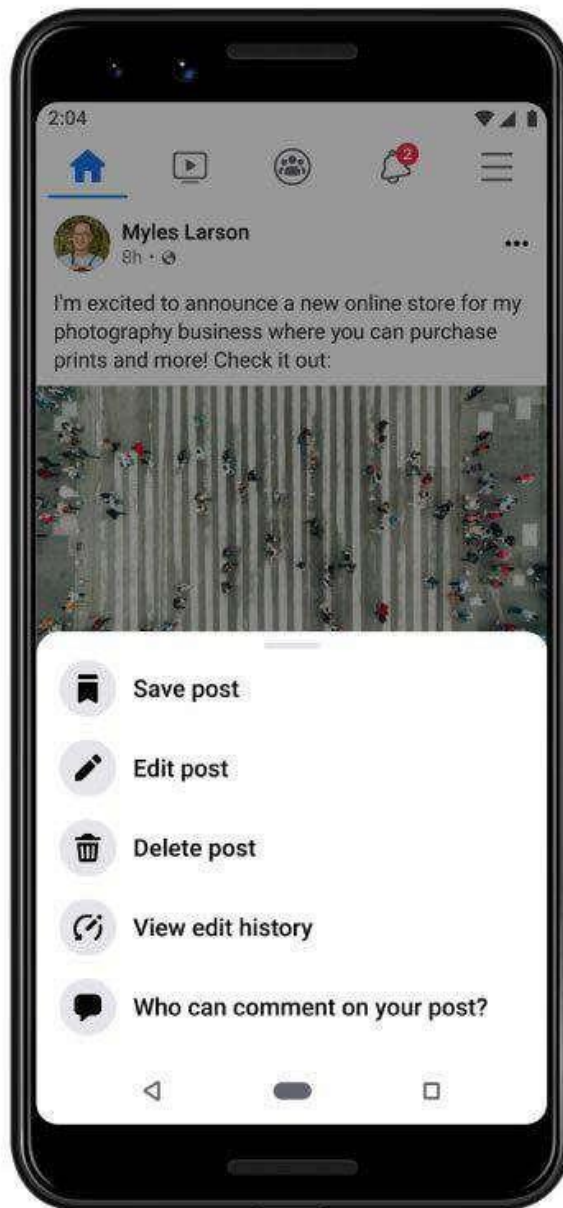 2:04
2
Myles Larson
8h •
•••
I'm excited to announce a new online store for my
photography business where you can purchase
prints and more! Check it out:
Save post
Edit post
Delete post
View edit history
Who can comment on your post?